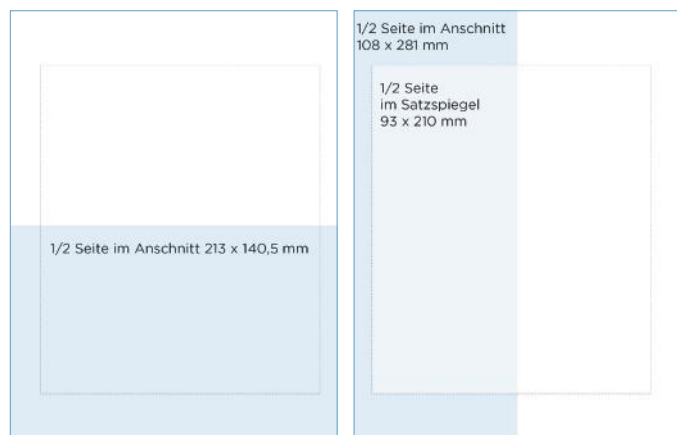 1/2 Seite im Anschnitt 213 x 140,5 mm
1/2 Seite im Anschnitt
108 x 281 mm
1/2 Seite
im Satzspiegel
93 x 210 mm